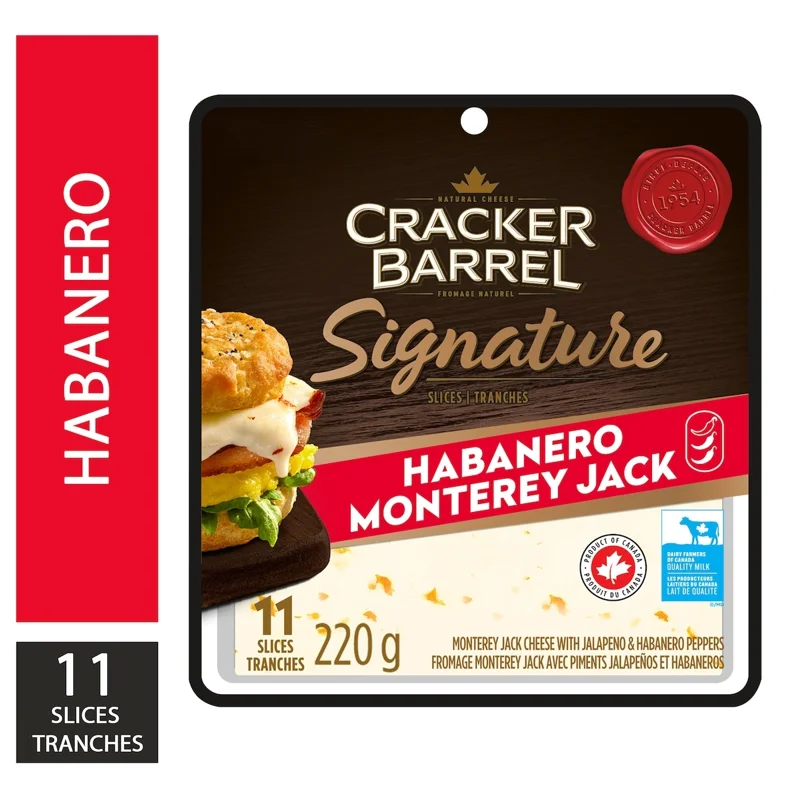 HABANERO
11
SLICES
TRANCHES
NATURAL CHEESE
CRACKER
BARREL
FROMAGE NATUREL
Signature
SLICES | TRANCHES
1954
CRACKER BARREL
HABANERO
MONTEREY JACK
PRODUCT OF CANADA
PRODUIT DU CANADA
DAIRY FARMERS
OF CANADA
QUALITY MILK
LES PRODUCTEURS
LAITIERS DU CANADA
LAIT DE QUALITÉ
11
SLICES
TRANCHES
220 g
MONTEREY JACK CHEESE WITH JALAPENO & HABANERO PEPPERS
FROMAGE MONTEREY JACK AVEC PIMENTS JALAPEÑOS ET HABANEROS